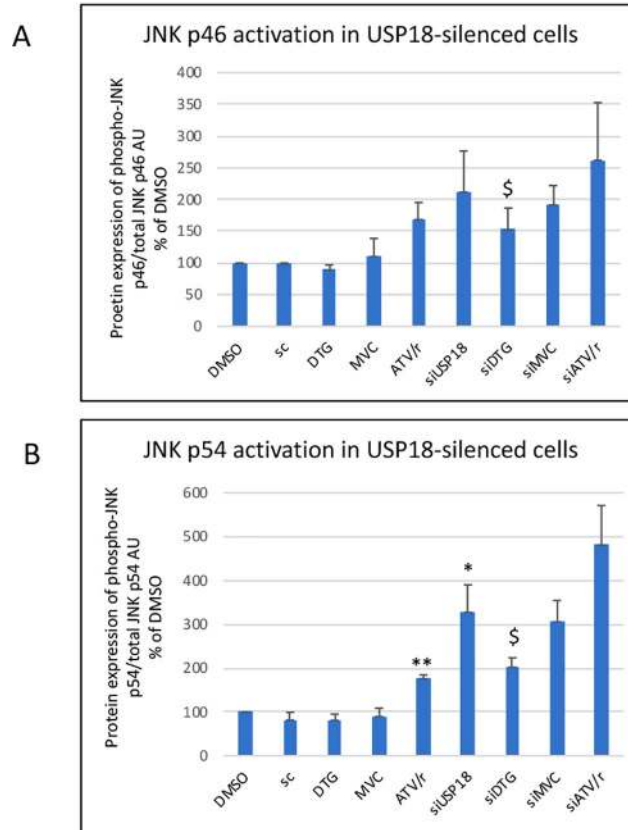 A
JNK p46 activation in USP18-silenced cells
Proetin expression of phospho-JNK
p46/total JNK p46 AU
% of DMSO
400
350
300
250
200
150
100
50
0
$
DMSO
sc
DTG
MVC
ATV/r
siUSP18
siDTG
siMVC
siATV/r
B
JNK p54 activation in USP18-silenced cells
Protein expression of phospho-JNK
p54/total JNK p54 AU
% of DMSO
600
500
400
300
200
100
0
**
*
$
DMSO
sc
DTG
MVC
ATV/r
siUSP18
siDTG
siMVC
siATV/r